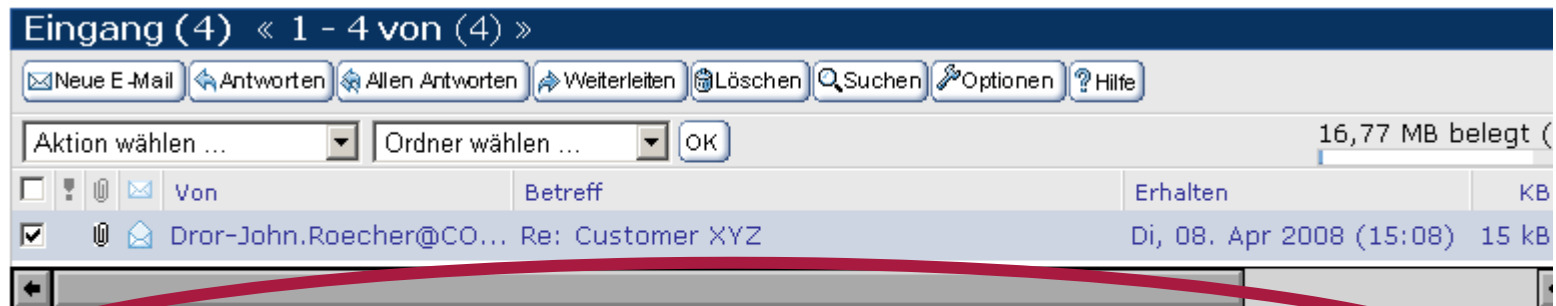 Eingang (4) « 1 - 4 von (4) »
Neue E-Mail Antworten Allen Antworten Weiterleiten Löschen Suchen Optionen Hilfe
Aktion wählen ... Ordner wählen ... OK 16,77 MB belegt (
Von Betreff Erhalten KB
Dror-John.Roecher@CO... Re: Customer XYZ Di, 08. Apr 2008 (15:08) 15 kB